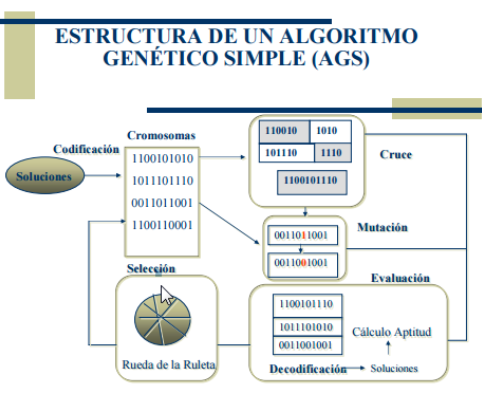 ESTRUCTURA DE UN ALGORITMO
GENÉTICO SIMPLE (AGS)
Codificación
Cromosomas
Soluciones
1100101010
1011101110
0011011001
1100110001
110010 1010
101110 1110
1100101110
Cruce
0011011001
0011001001
Mutación
Selección
Rueda de la Ruleta
Evaluación
1100101110
1011101010
0011001001
Cálculo Aptitud
Decodificación
Soluciones